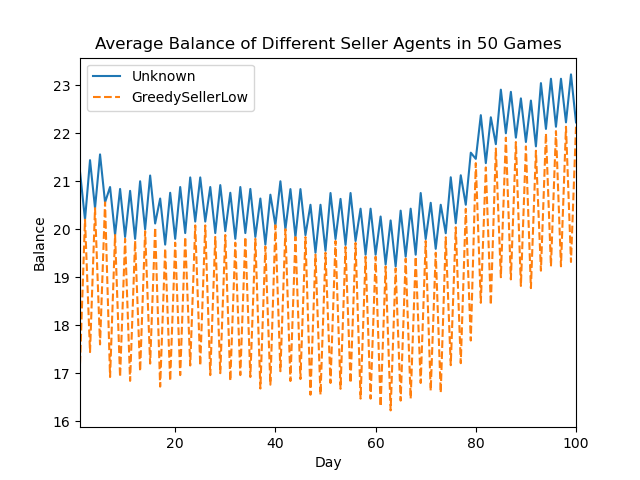 Average Balance of Different Seller Agents in 50 Games
Unknown
GreedySellerLow
23
22
21
20
19
18
17
16
Balance
20
40
60
80
100
Day